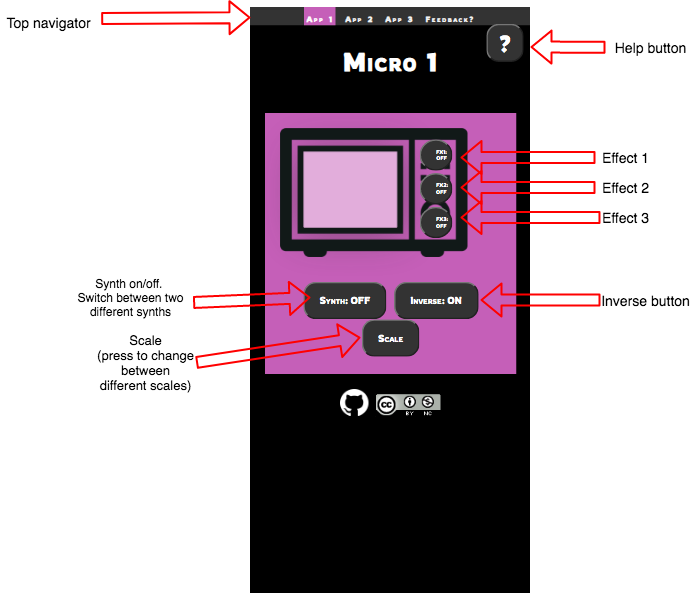 App 1 App 2 App 3 Feedback?
Top navigator
?
Help button
Micro 1
FX1:
OFF
Effect 1
FX2:
OFF
Effect 2
FX3:
OFF
Effect 3
Synth on/off.
Switch between two
different synths
Synth: OFF
Inverse: ON
Inverse button
Scale
(press to change
between
different scales)
Scale
cc
BY NC